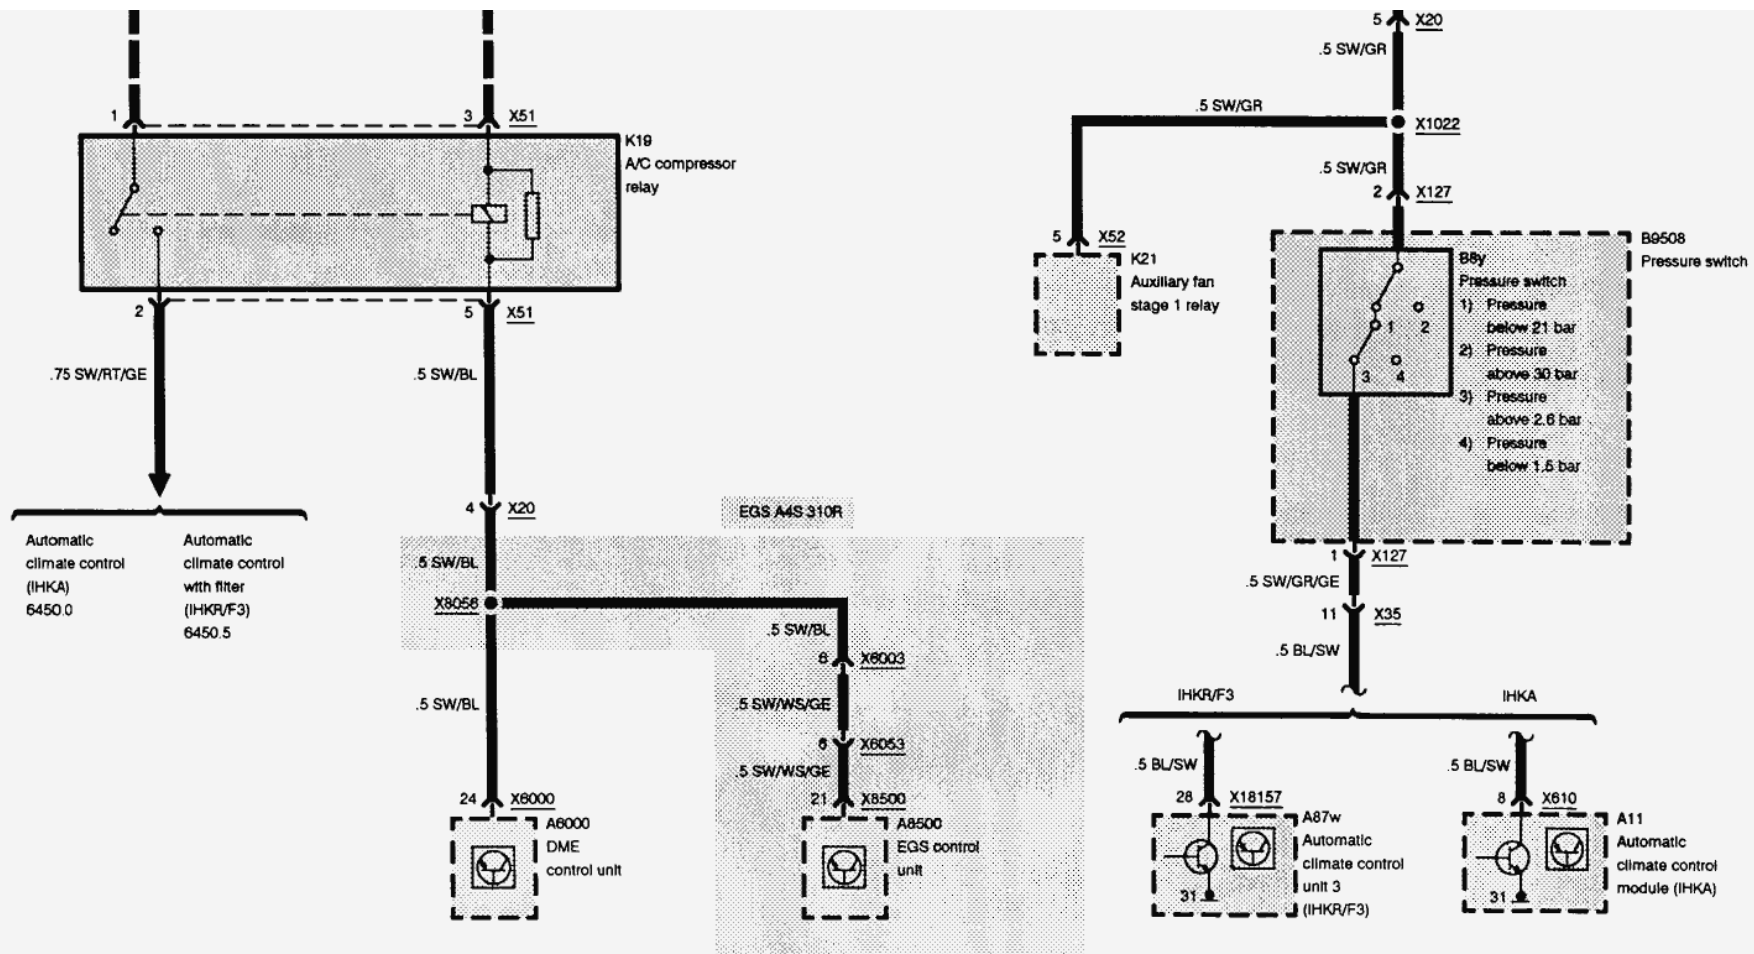 5 X20
.5 SW/GR
.5 SW/GR
1
3 X51
X1022
K19
A/C compressor
relay
.5 SW/GR
2 X127
5 X52
K21
Auxiliary fan
stage 1 relay
B9508
Pressure switch
B8y
Pressure switch
1) Pressure
below 21 bar
2) Pressure
above 30 bar
3) Pressure
above 2.6 bar
4) Pressure
below 1.5 bar
1 2
3 4
2
5 X51
.75 SW/RT/GE
.5 SW/BL
4 X20
EGS A4S 310R
Automatic
climate control
(IHKA)
6450.0
Automatic
climate control
with filter
(IHKR/F3)
6450.5
.5 SW/BL
X8056
.5 SW/BL
6 X6003
.5 SW/BL
.5 SW/WS/GE
6 X6053
.5 SW/WS/GE
24 X6000
21 X8500
A6000
DME
control unit
A8500
EGS control
unit
1 X127
.5 SW/GR/GE
11 X35
.5 BL/SW
IHKR/F3
IHKA
.5 BL/SW
.5 BL/SW
28 X18157
8 X610
A87w
Automatic
climate control
unit 3
(IHKR/F3)
31
A11
Automatic
climate control
module (IHKA)
31